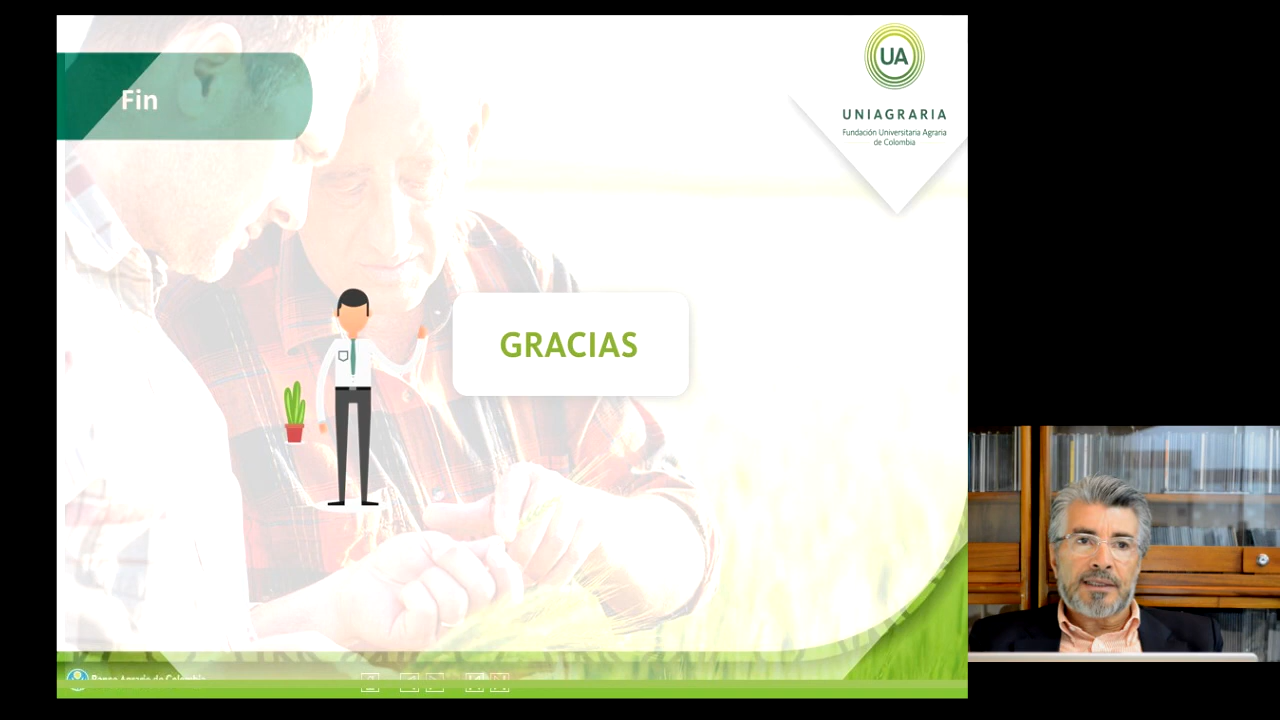 Fin
UA
UNIAGRARIA
Fundación Universitaria Agraria
de Colombia
GRACIAS
Banco Agrario de Colombia